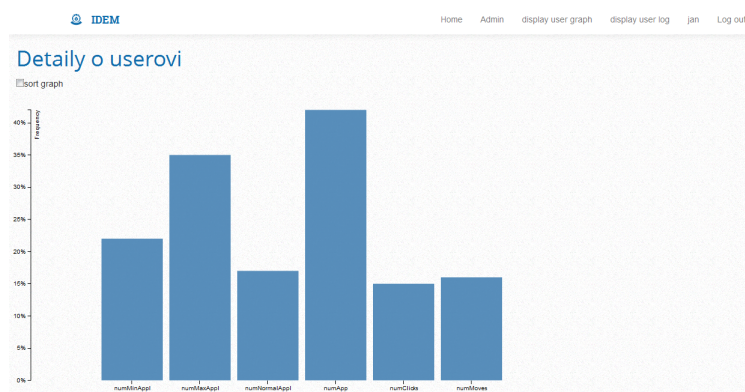 IDEM
Home Admin display user graph display user log jan Log out
Detaily o userovi
sort graph
Frequency
40%
35%
30%
25%
20%
15%
10%
5%
0%
numMinAppl numMaxAppl numNormalAppl numApp numClicks numMoves